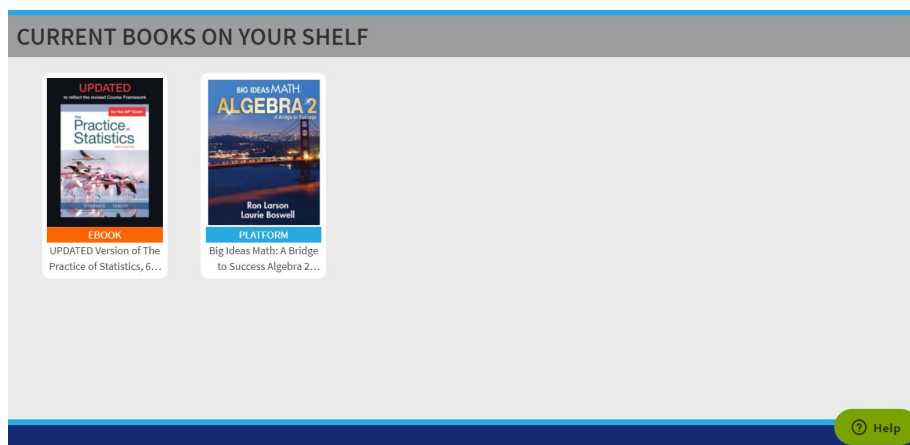 CURRENT BOOKS ON YOUR SHELF
UPDATED
to reflect the revised Course Framework
For the AP® Exam
The
Practice of
Statistics
STARNES TABOR
EBOOK
UPDATED Version of The
Practice of Statistics, 6...
BIG IDEAS MATH
ALGEBRA 2
A Bridge to Success
Ron Larson
Laurie Boswell
PLATFORM
Big Ideas Math: A Bridge
to Success Algebra 2...
Help